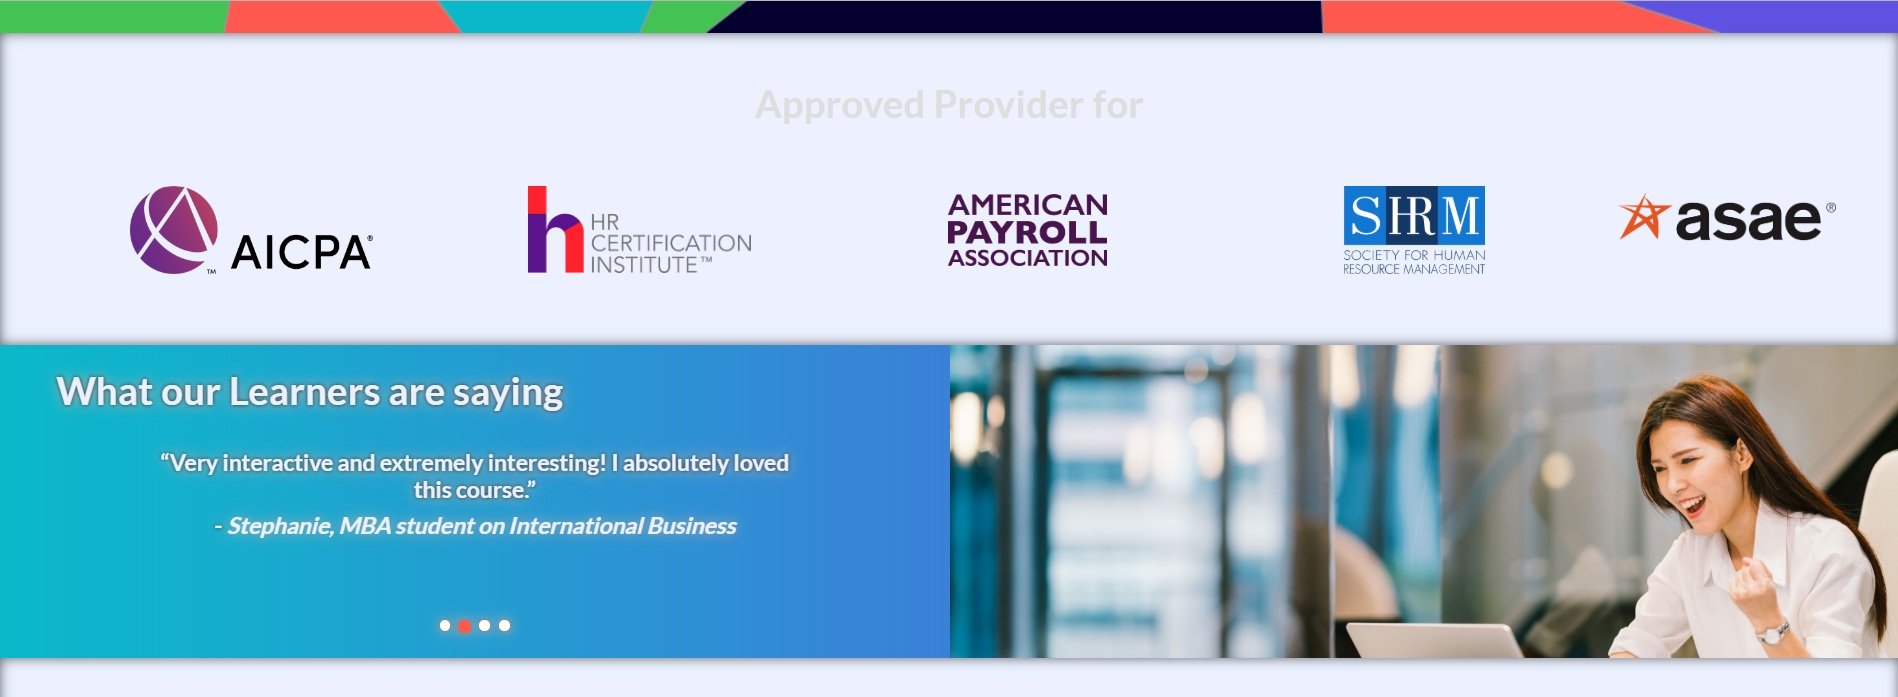 Approved Provider for
AICPA®
™
HR
CERTIFICATION
INSTITUTE™
AMERICAN
PAYROLL
ASSOCIATION
SHRM
SOCIETY FOR HUMAN
RESOURCE MANAGEMENT
asae®
What our Learners are saying
“Very interactive and extremely interesting! I absolutely loved
this course.”
- Stephanie, MBA student on International Business